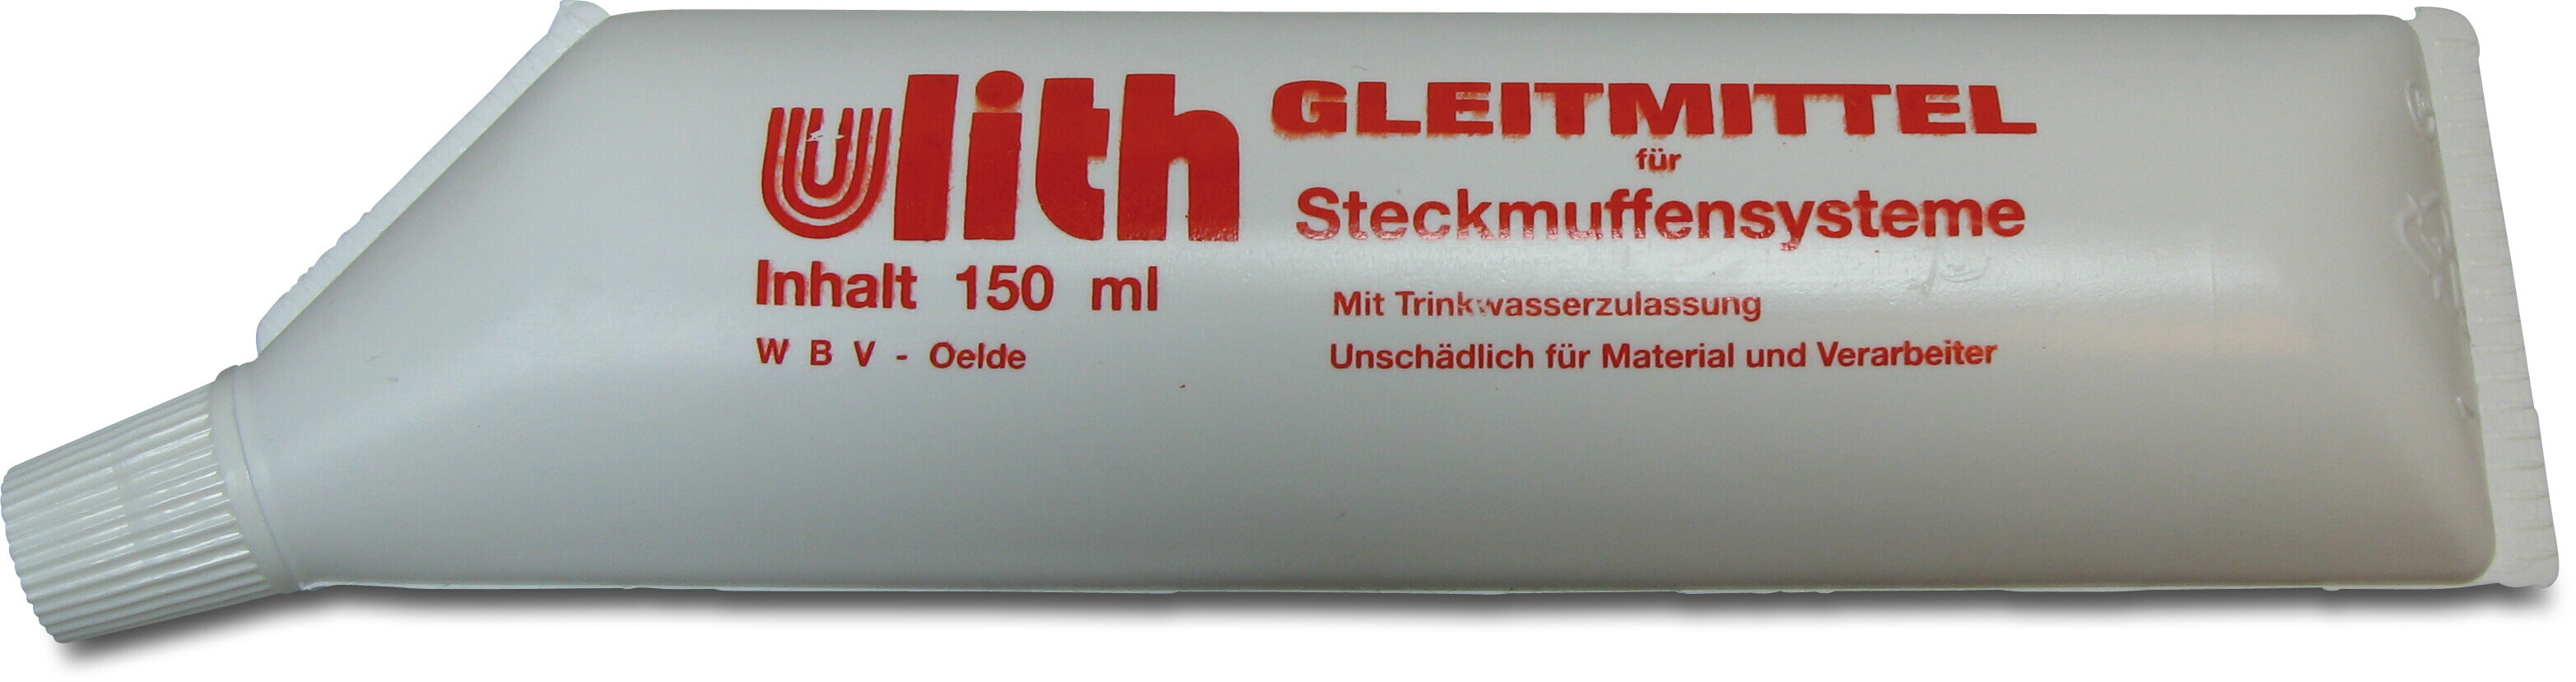 ulith
Inhalt 150 ml
W B V - Oelde
GLEITMITTEL
für
Steckmuffensysteme
Mit Trinkwasserzulassung
Unschädlich für Material und Verarbeiter